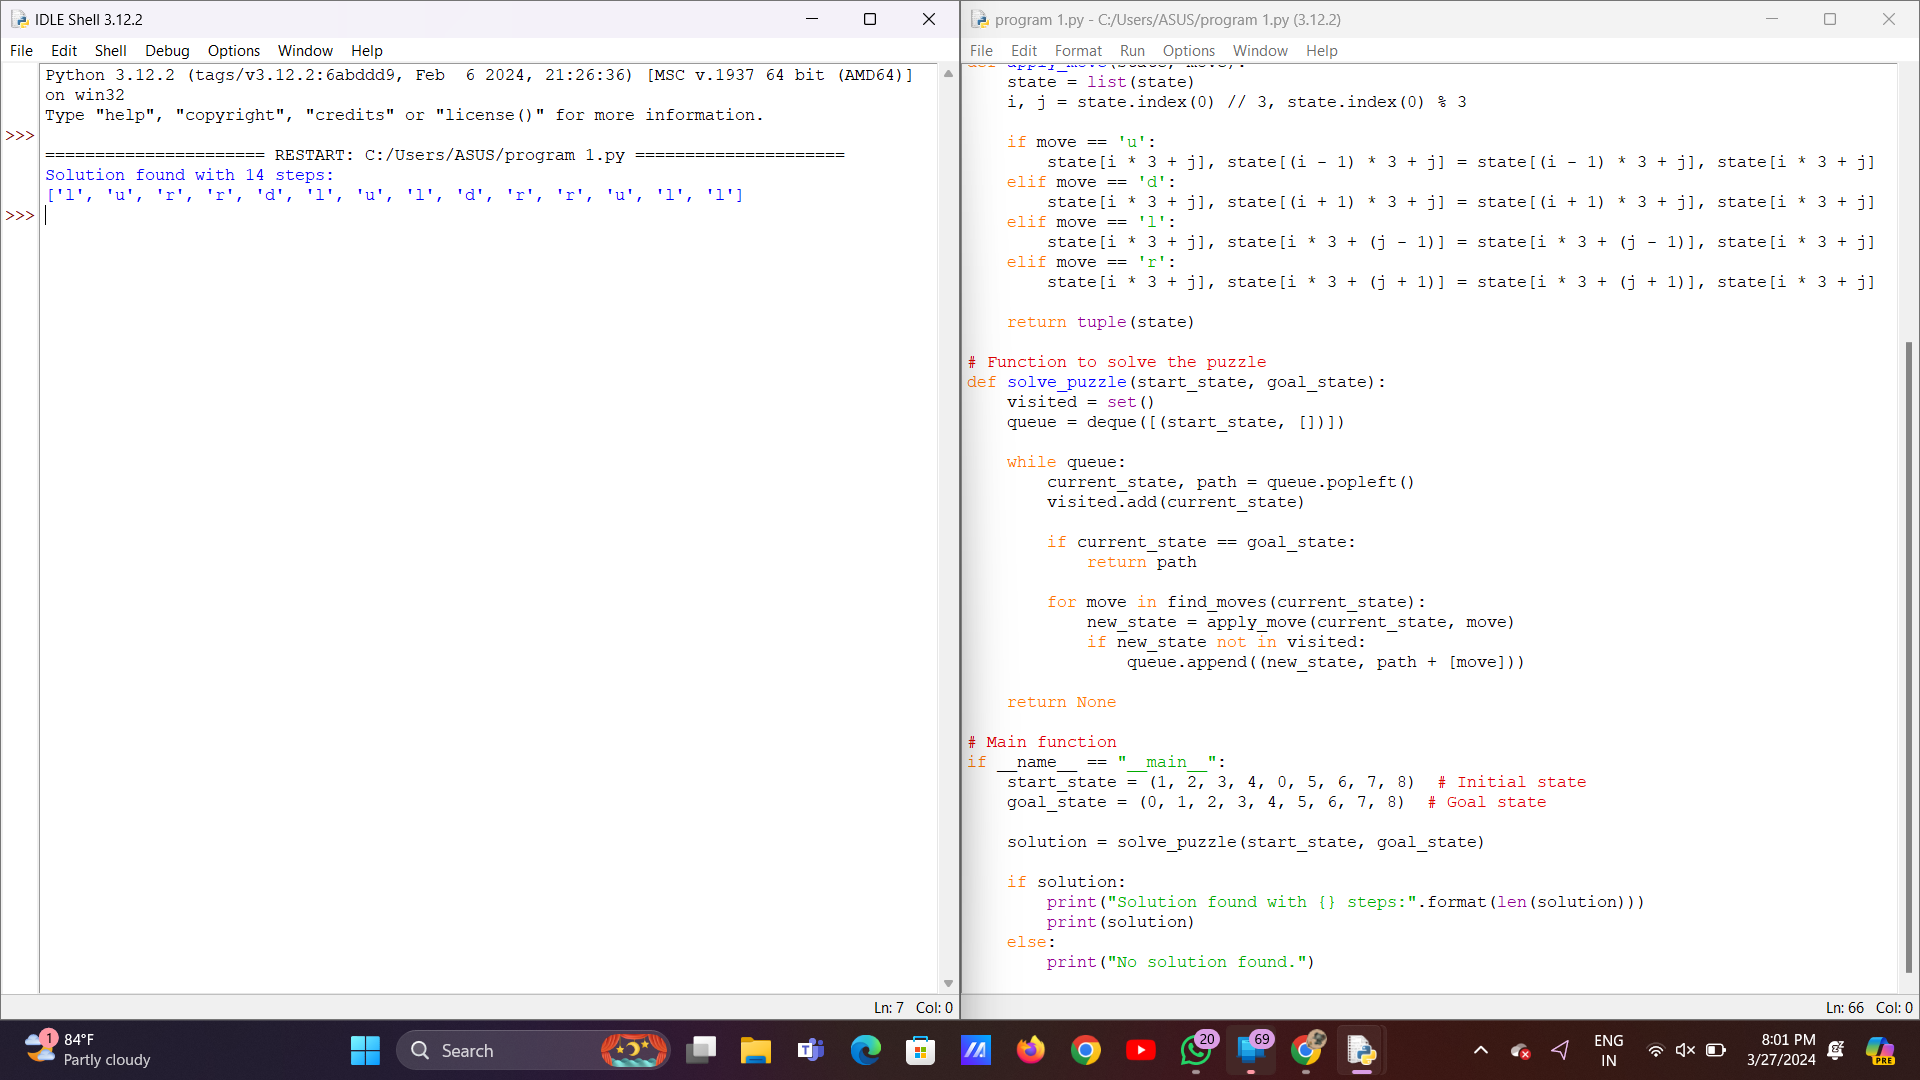 IDLE Shell 3.12.2
File Edit Shell Debug Options Window Help
Python 3.12.2 (tags/v3.12.2:6abddd9, Feb  6 2024, 21:26:36) [MSC v.1937 64 bit (AMD64)]
on win32
Type "help", "copyright", "credits" or "license()" for more information.
>>>
====================== RESTART: C:/Users/ASUS/program 1.py =====================
Solution found with 14 steps:
['l', 'u', 'r', 'r', 'd', 'l', 'u', 'l', 'd', 'r', 'r', 'u', 'l', 'l']
>>>
Ln: 7 Col: 0
program 1.py - C:/Users/ASUS/program 1.py (3.12.2)
File Edit Format Run Options Window Help
def apply_move(state, move):
    state = list(state)
    i, j = state.index(0) // 3, state.index(0) % 3
    if move == 'u':
        state[i * 3 + j], state[(i - 1) * 3 + j] = state[(i - 1) * 3 + j], state[i * 3 + j]
    elif move == 'd':
        state[i * 3 + j], state[(i + 1) * 3 + j] = state[(i + 1) * 3 + j], state[i * 3 + j]
    elif move == 'l':
        state[i * 3 + j], state[i * 3 + (j - 1)] = state[i * 3 + (j - 1)], state[i * 3 + j]
    elif move == 'r':
        state[i * 3 + j], state[i * 3 + (j + 1)] = state[i * 3 + (j + 1)], state[i * 3 + j]
    return tuple(state)
# Function to solve the puzzle
def solve_puzzle(start_state, goal_state):
    visited = set()
    queue = deque([(start_state, [])])
    while queue:
        current_state, path = queue.popleft()
        visited.add(current_state)
        if current_state == goal_state:
            return path
        for move in find_moves(current_state):
            new_state = apply_move(current_state, move)
            if new_state not in visited:
                queue.append((new_state, path + [move]))
    return None
# Main function
if __name__ == "__main__":
    start_state = (1, 2, 3, 4, 0, 5, 6, 7, 8)  # Initial state
    goal_state = (0, 1, 2, 3, 4, 5, 6, 7, 8)  # Goal state
    solution = solve_puzzle(start_state, goal_state)
    if solution:
        print("Solution found with {} steps:".format(len(solution)))
        print(solution)
    else:
        print("No solution found.")
Ln: 66 Col: 0
1
84°F
Partly cloudy
Search
20
69
ENG
IN
8:01 PM
3/27/2024
PRE